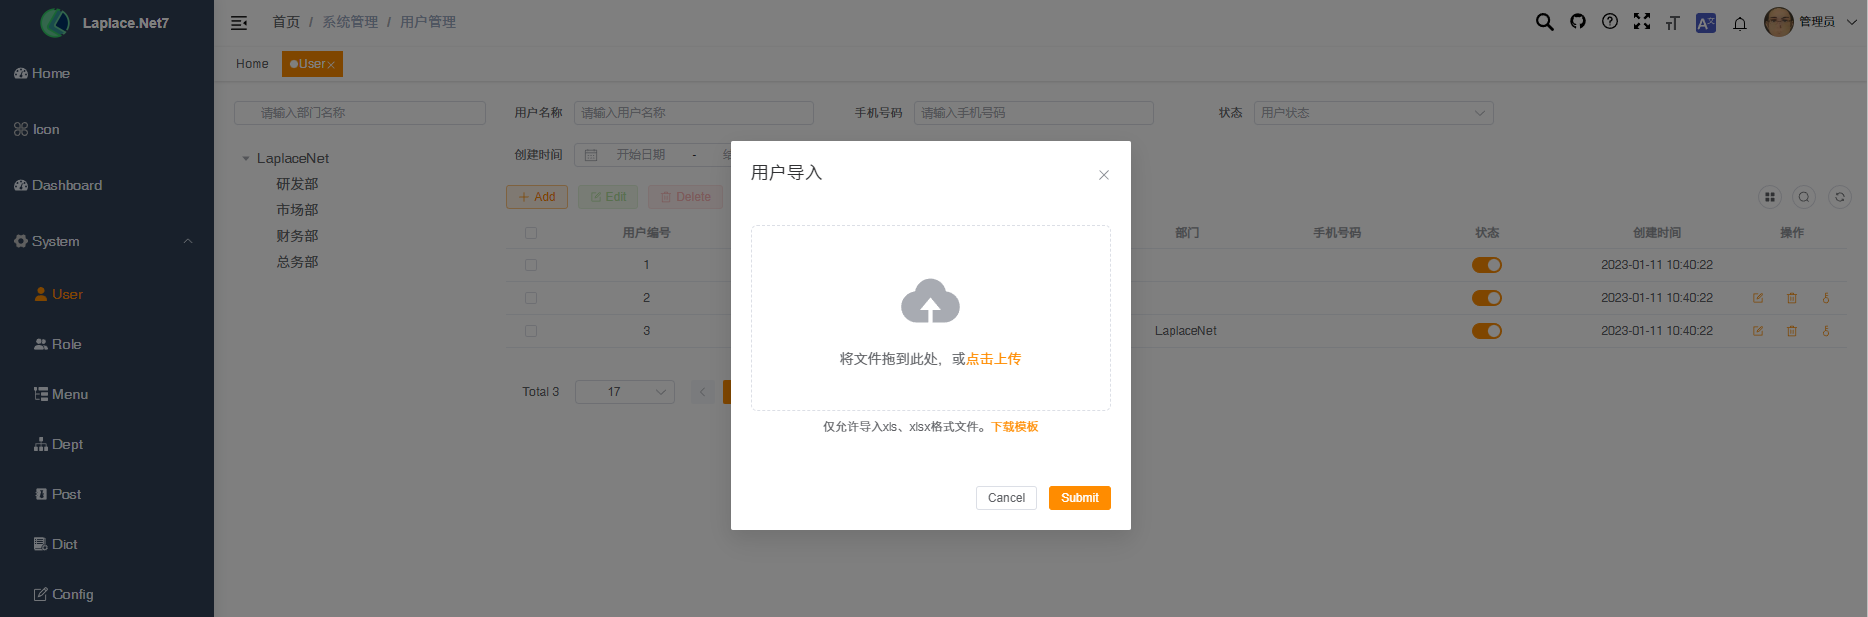 Laplace.Net7
首页 / 系统管理 / 用户管理
管理员
Home
User
Home
Icon
Dashboard
System
User
Role
Menu
Dept
Post
Dict
Config
请输入部门名称
LaplaceNet
研发部
市场部
财务部
总务部
用户名称 请输入用户名称 手机号码 请输入手机号码 状态 用户状态
创建时间 开始日期 -
Add Edit Delete
用户编号 部门 手机号码 状态 创建时间 操作
1 2023-01-11 10:40:22
2 2023-01-11 10:40:22
3 LaplaceNet 2023-01-11 10:40:22
Total 3 17
用户导入
将文件拖到此处，或点击上传
仅允许导入xls、xlsx格式文件。下载模板
Cancel Submit